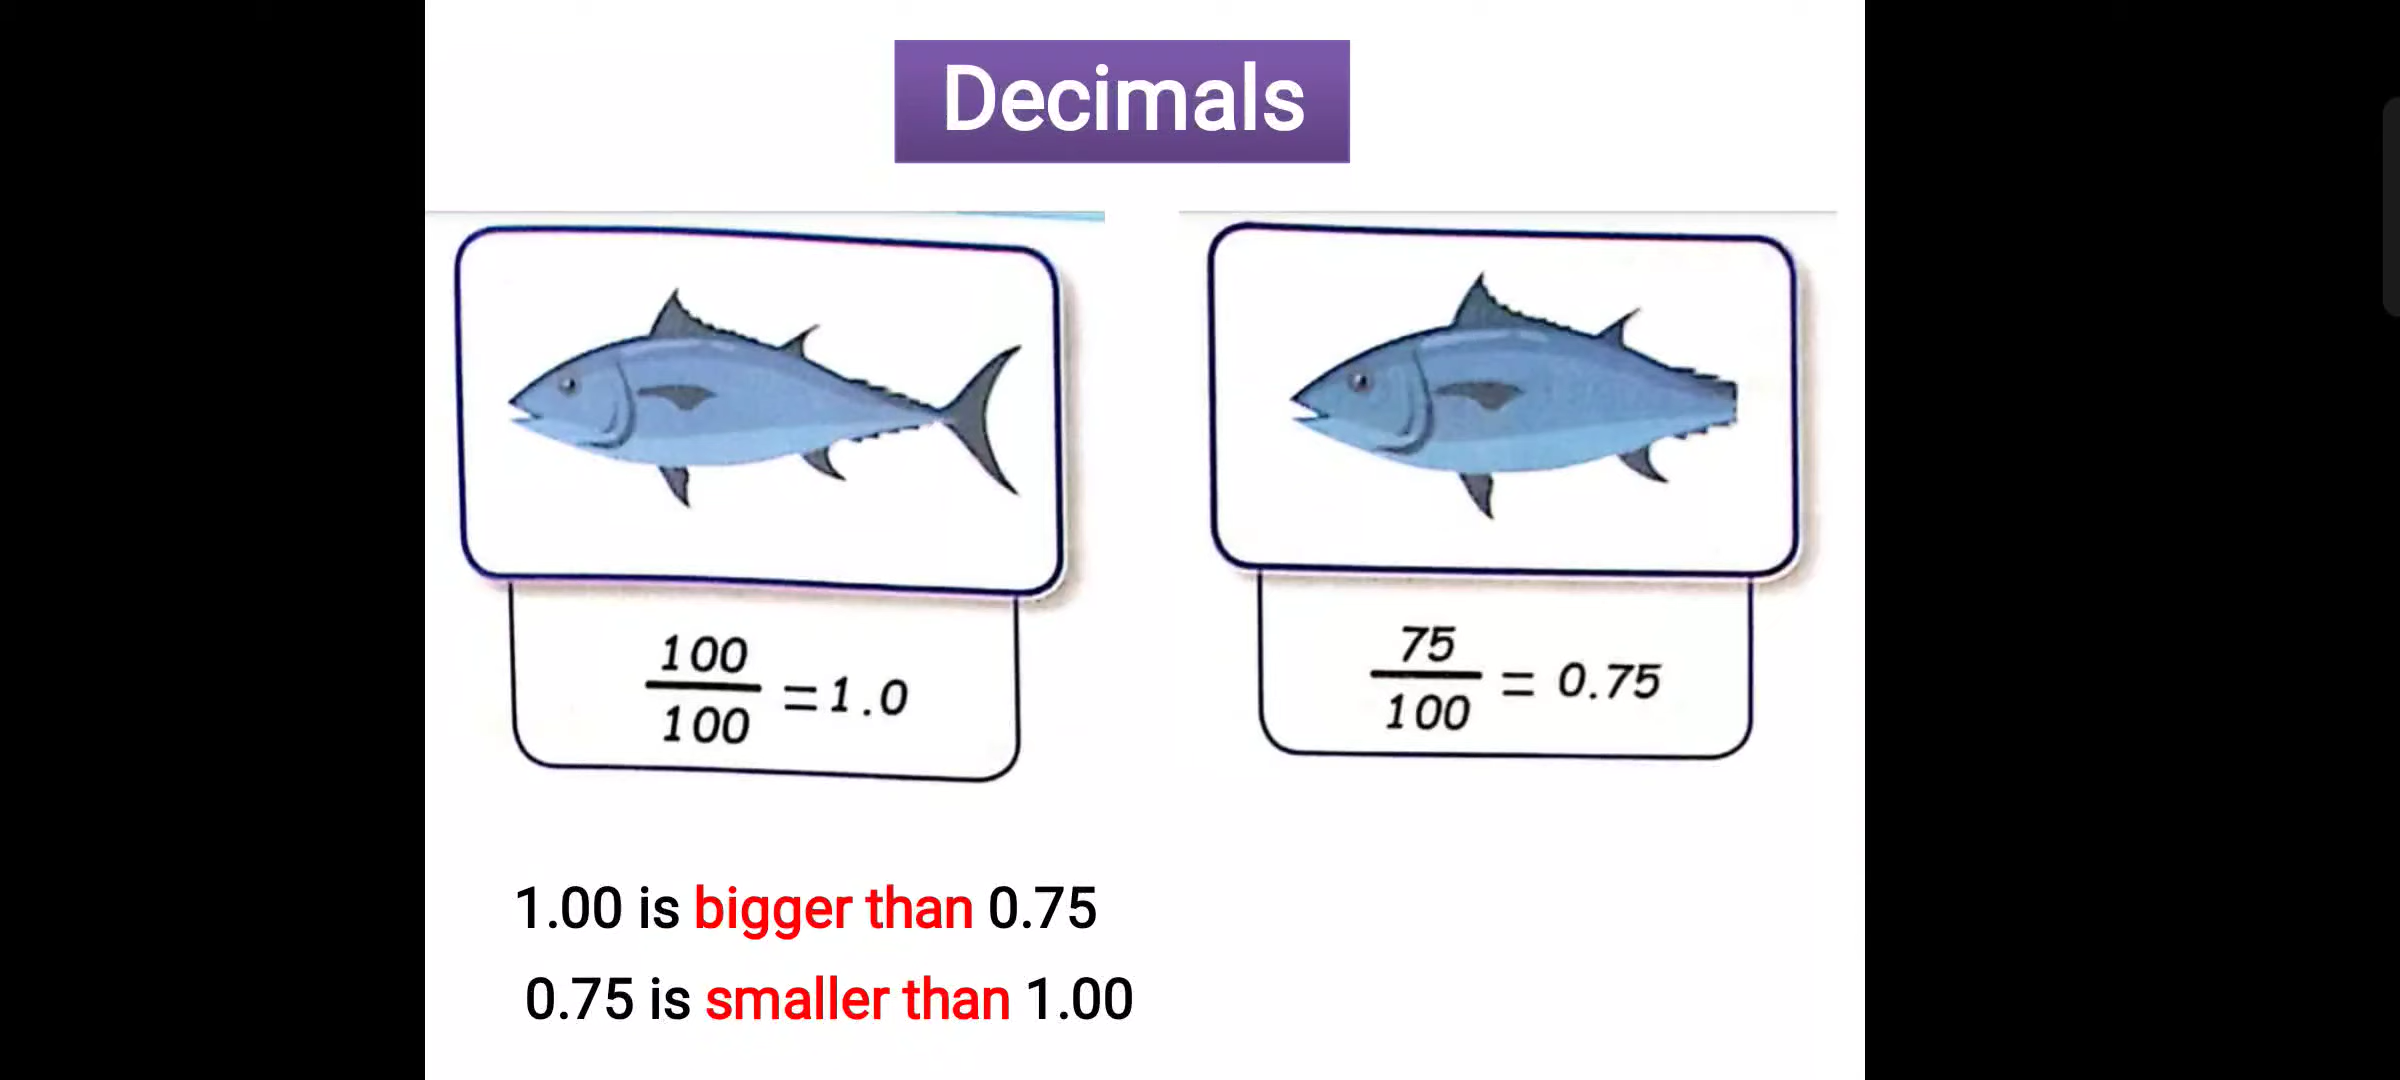 Decimals
100
100
=1.0
75
100
= 0.75
1.00 is bigger than 0.75
0.75 is smaller than 1.00